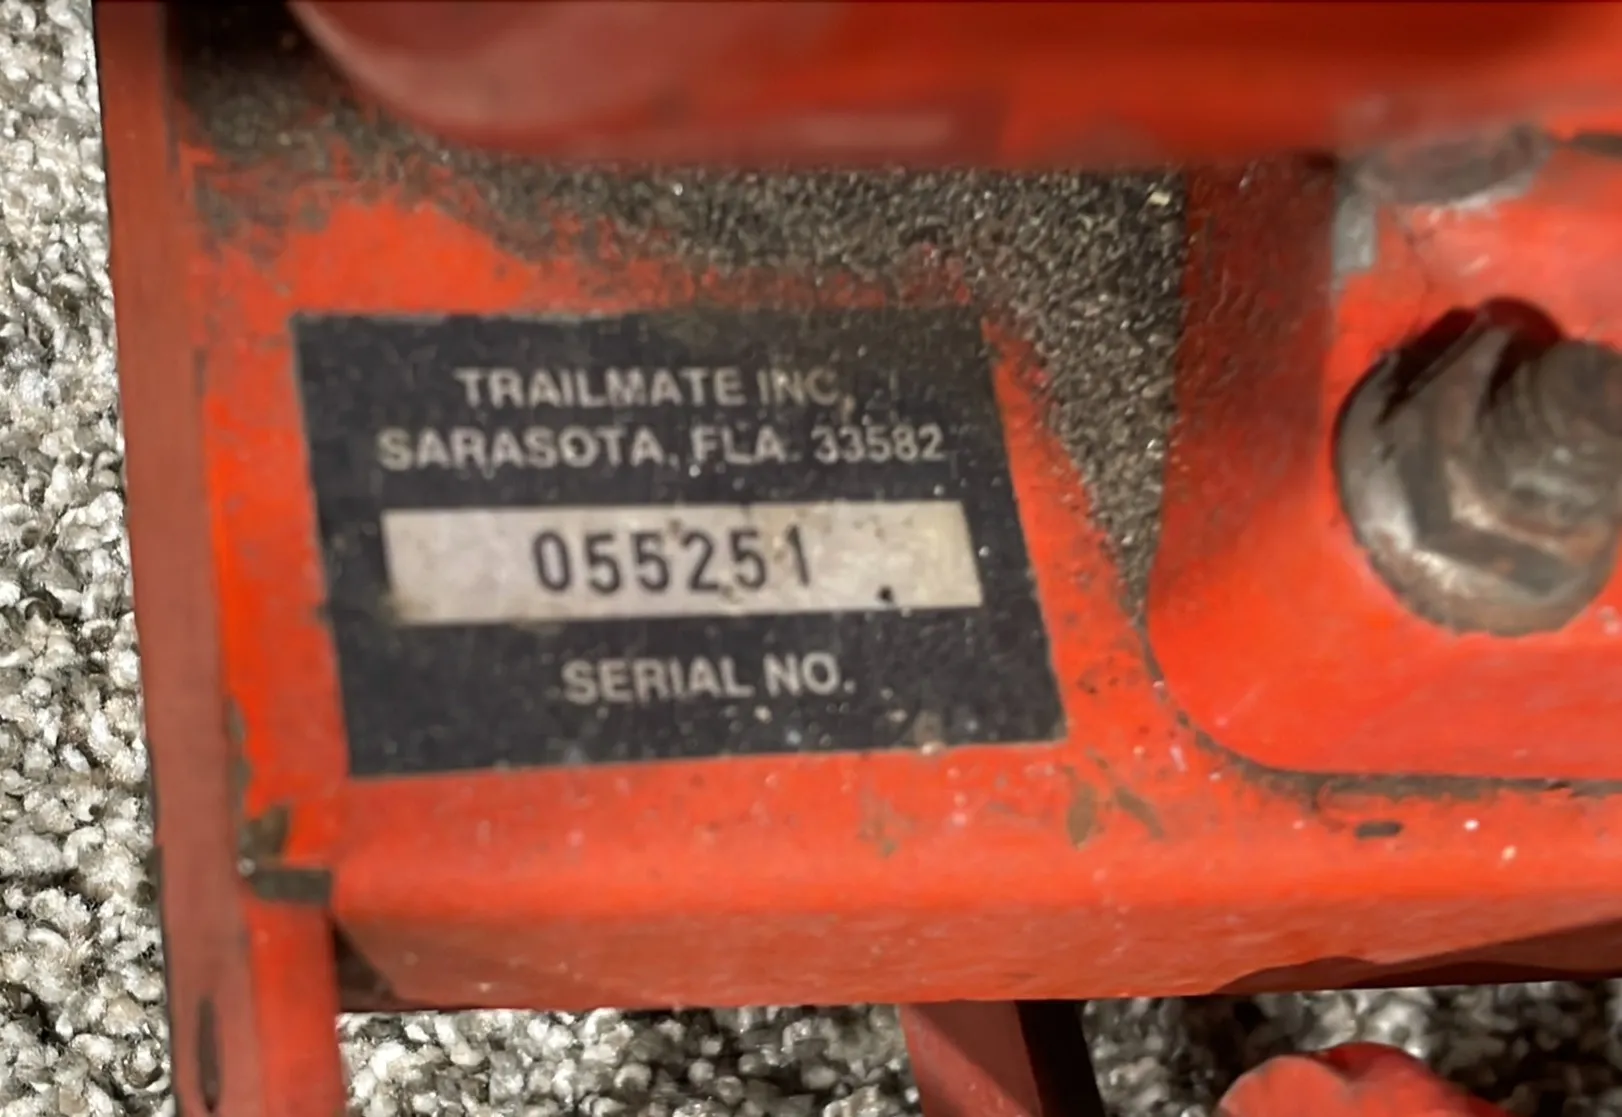 TRAILMATE INC.
SARASOTA, FLA. 33582
055251
SERIAL NO.